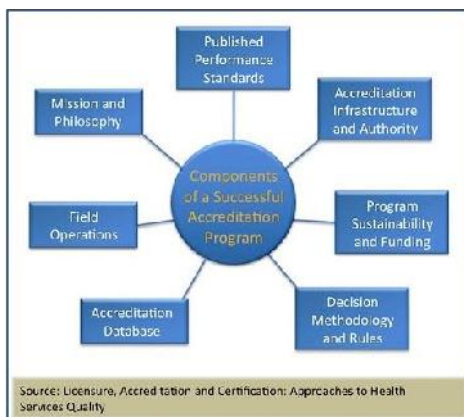 Published
Performance
Standards
Accreditation
Infrastructure
and Authority
Program
Sustainability
and Funding
Decision
Methodology
and Rules
Accreditation
Database
Field
Operations
Mission and
Philosophy
Components
of a Successful
Accreditation
Program
Source: Licensure, Accreditation and Certification: Approaches to Health
Services Quality